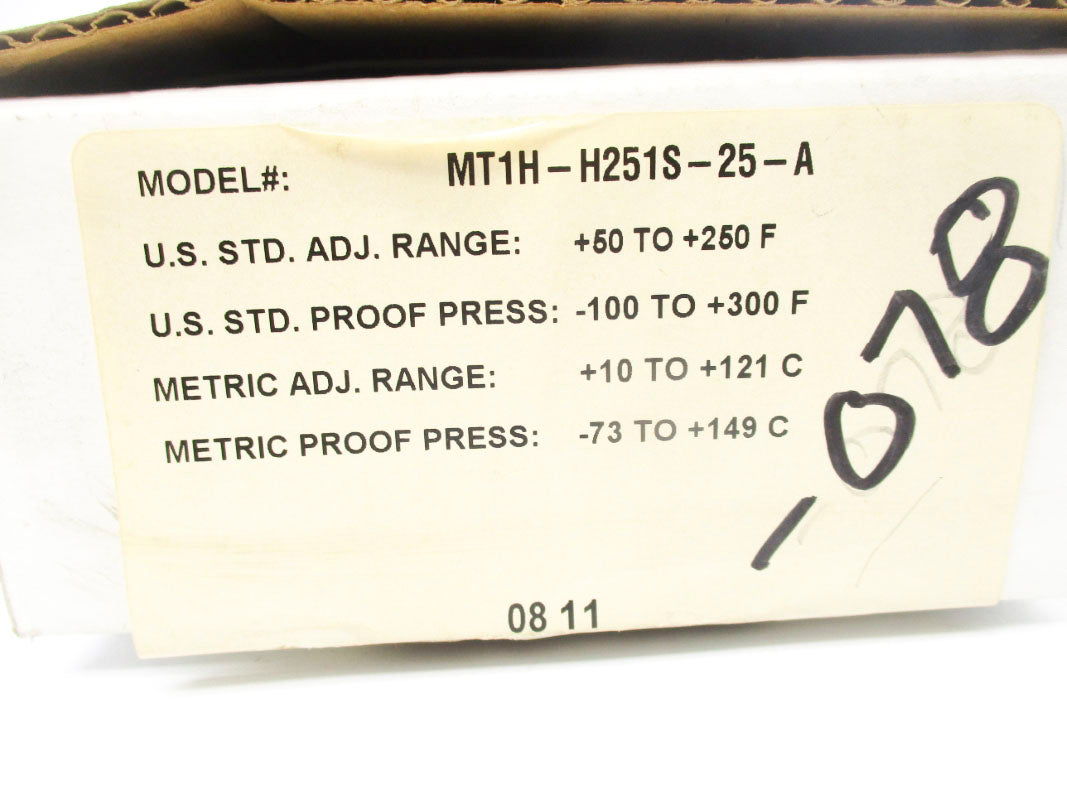 MODEL#: MT1H-H251S-25-A
U.S. STD. ADJ. RANGE: +50 TO +250 F
U.S. STD. PROOF PRESS: -100 TO +300 F
METRIC ADJ. RANGE: +10 TO +121 C
METRIC PROOF PRESS: -73 TO +149 C
-078
08 11